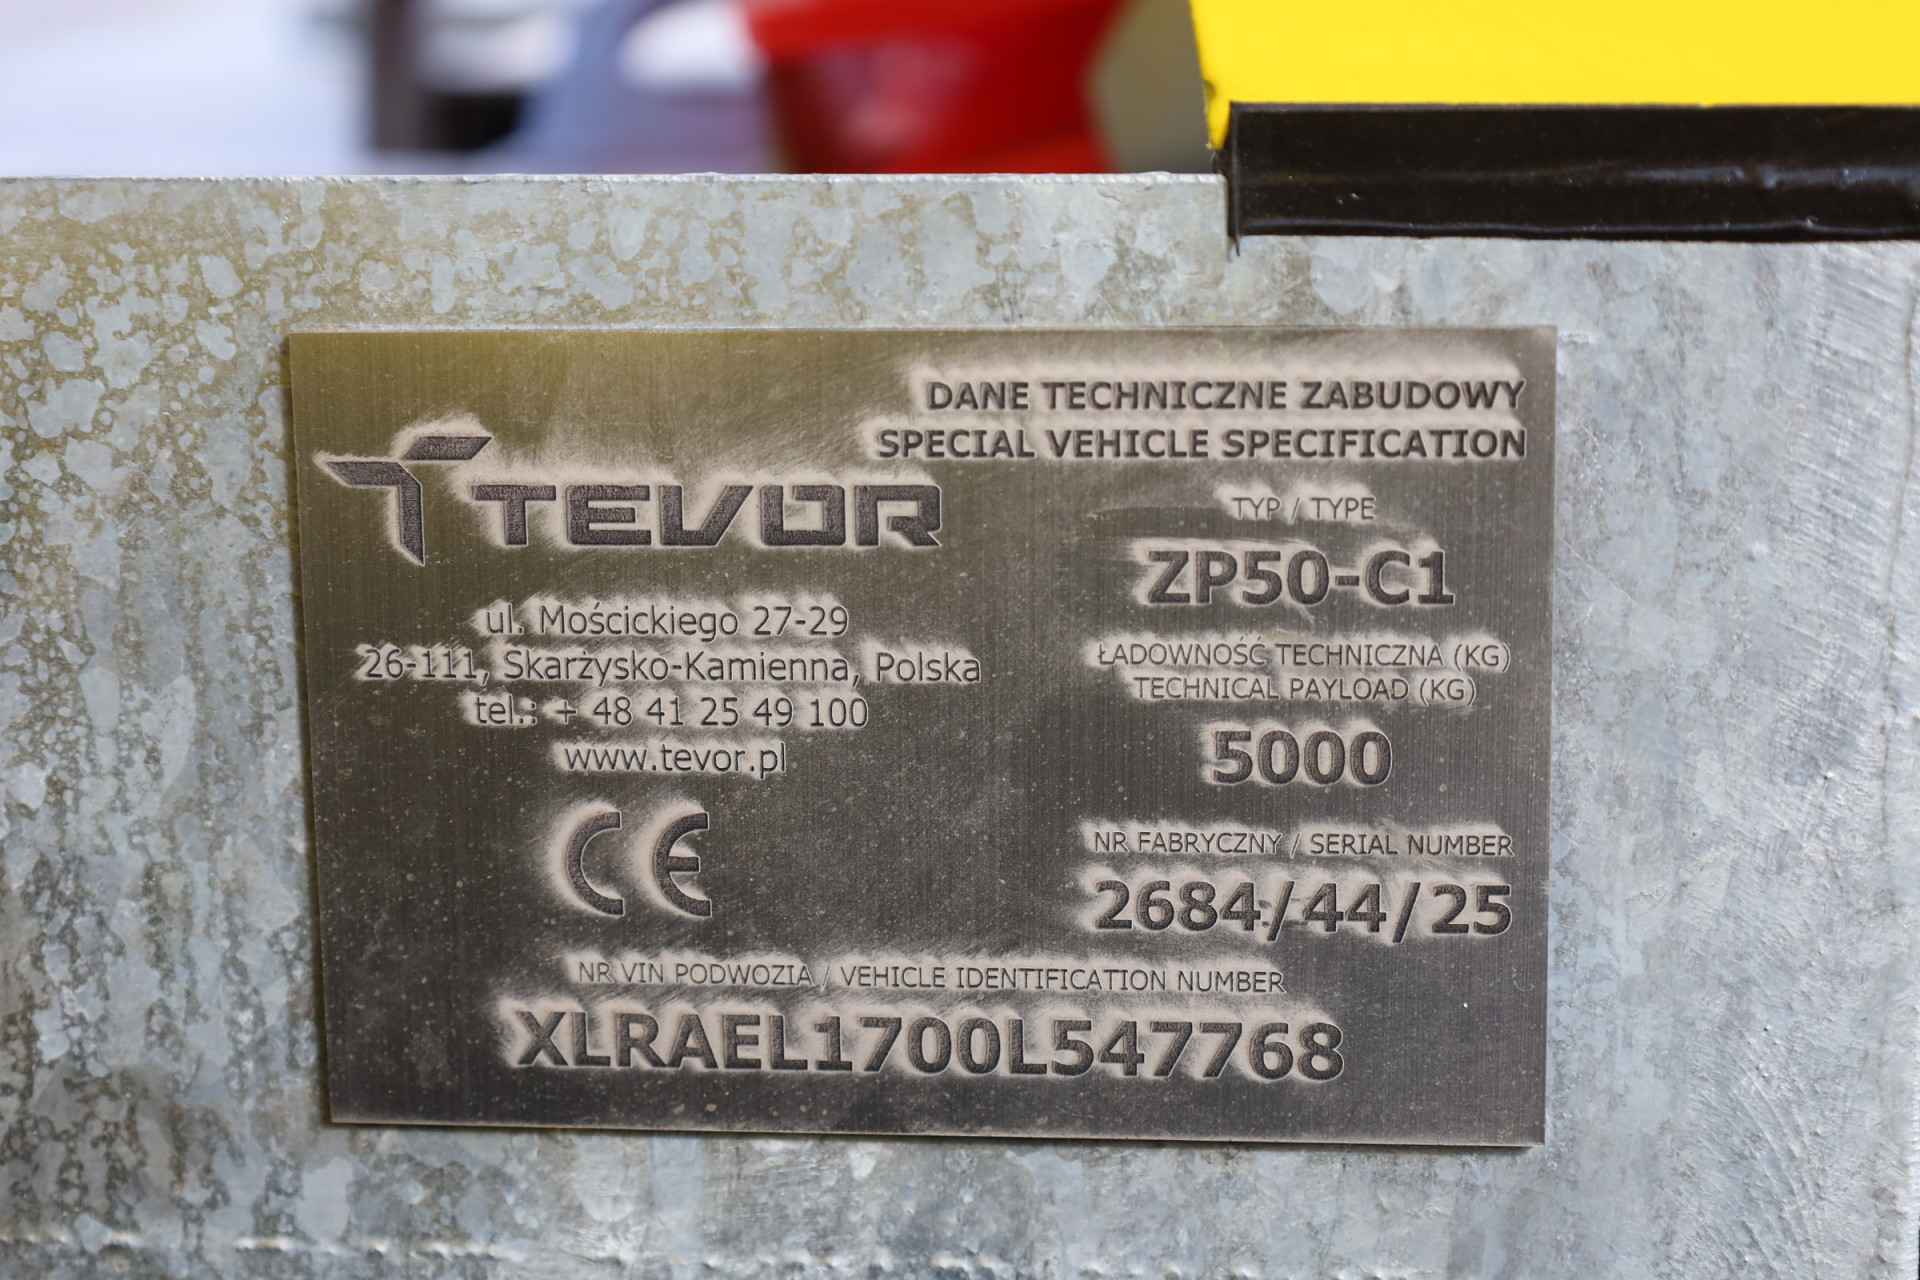 TEVOR
ul. Mościckiego 27-29
26-111, Skarżysko-Kamienna, Polska
tel.: + 48 41 25 49 100
www.tevor.pl
CE
DANE TECHNICZNE ZABUDOWY
SPECIAL VEHICLE SPECIFICATION
TYP / TYPE
ZP50-C1
ŁADOWNOŚĆ TECHNICZNA (KG)
TECHNICAL PAYLOAD (KG)
5000
NR FABRYCZNY / SERIAL NUMBER
2684/44/25
NR VIN PODWOZIA / VEHICLE IDENTIFICATION NUMBER
XLRAEL1700L547768